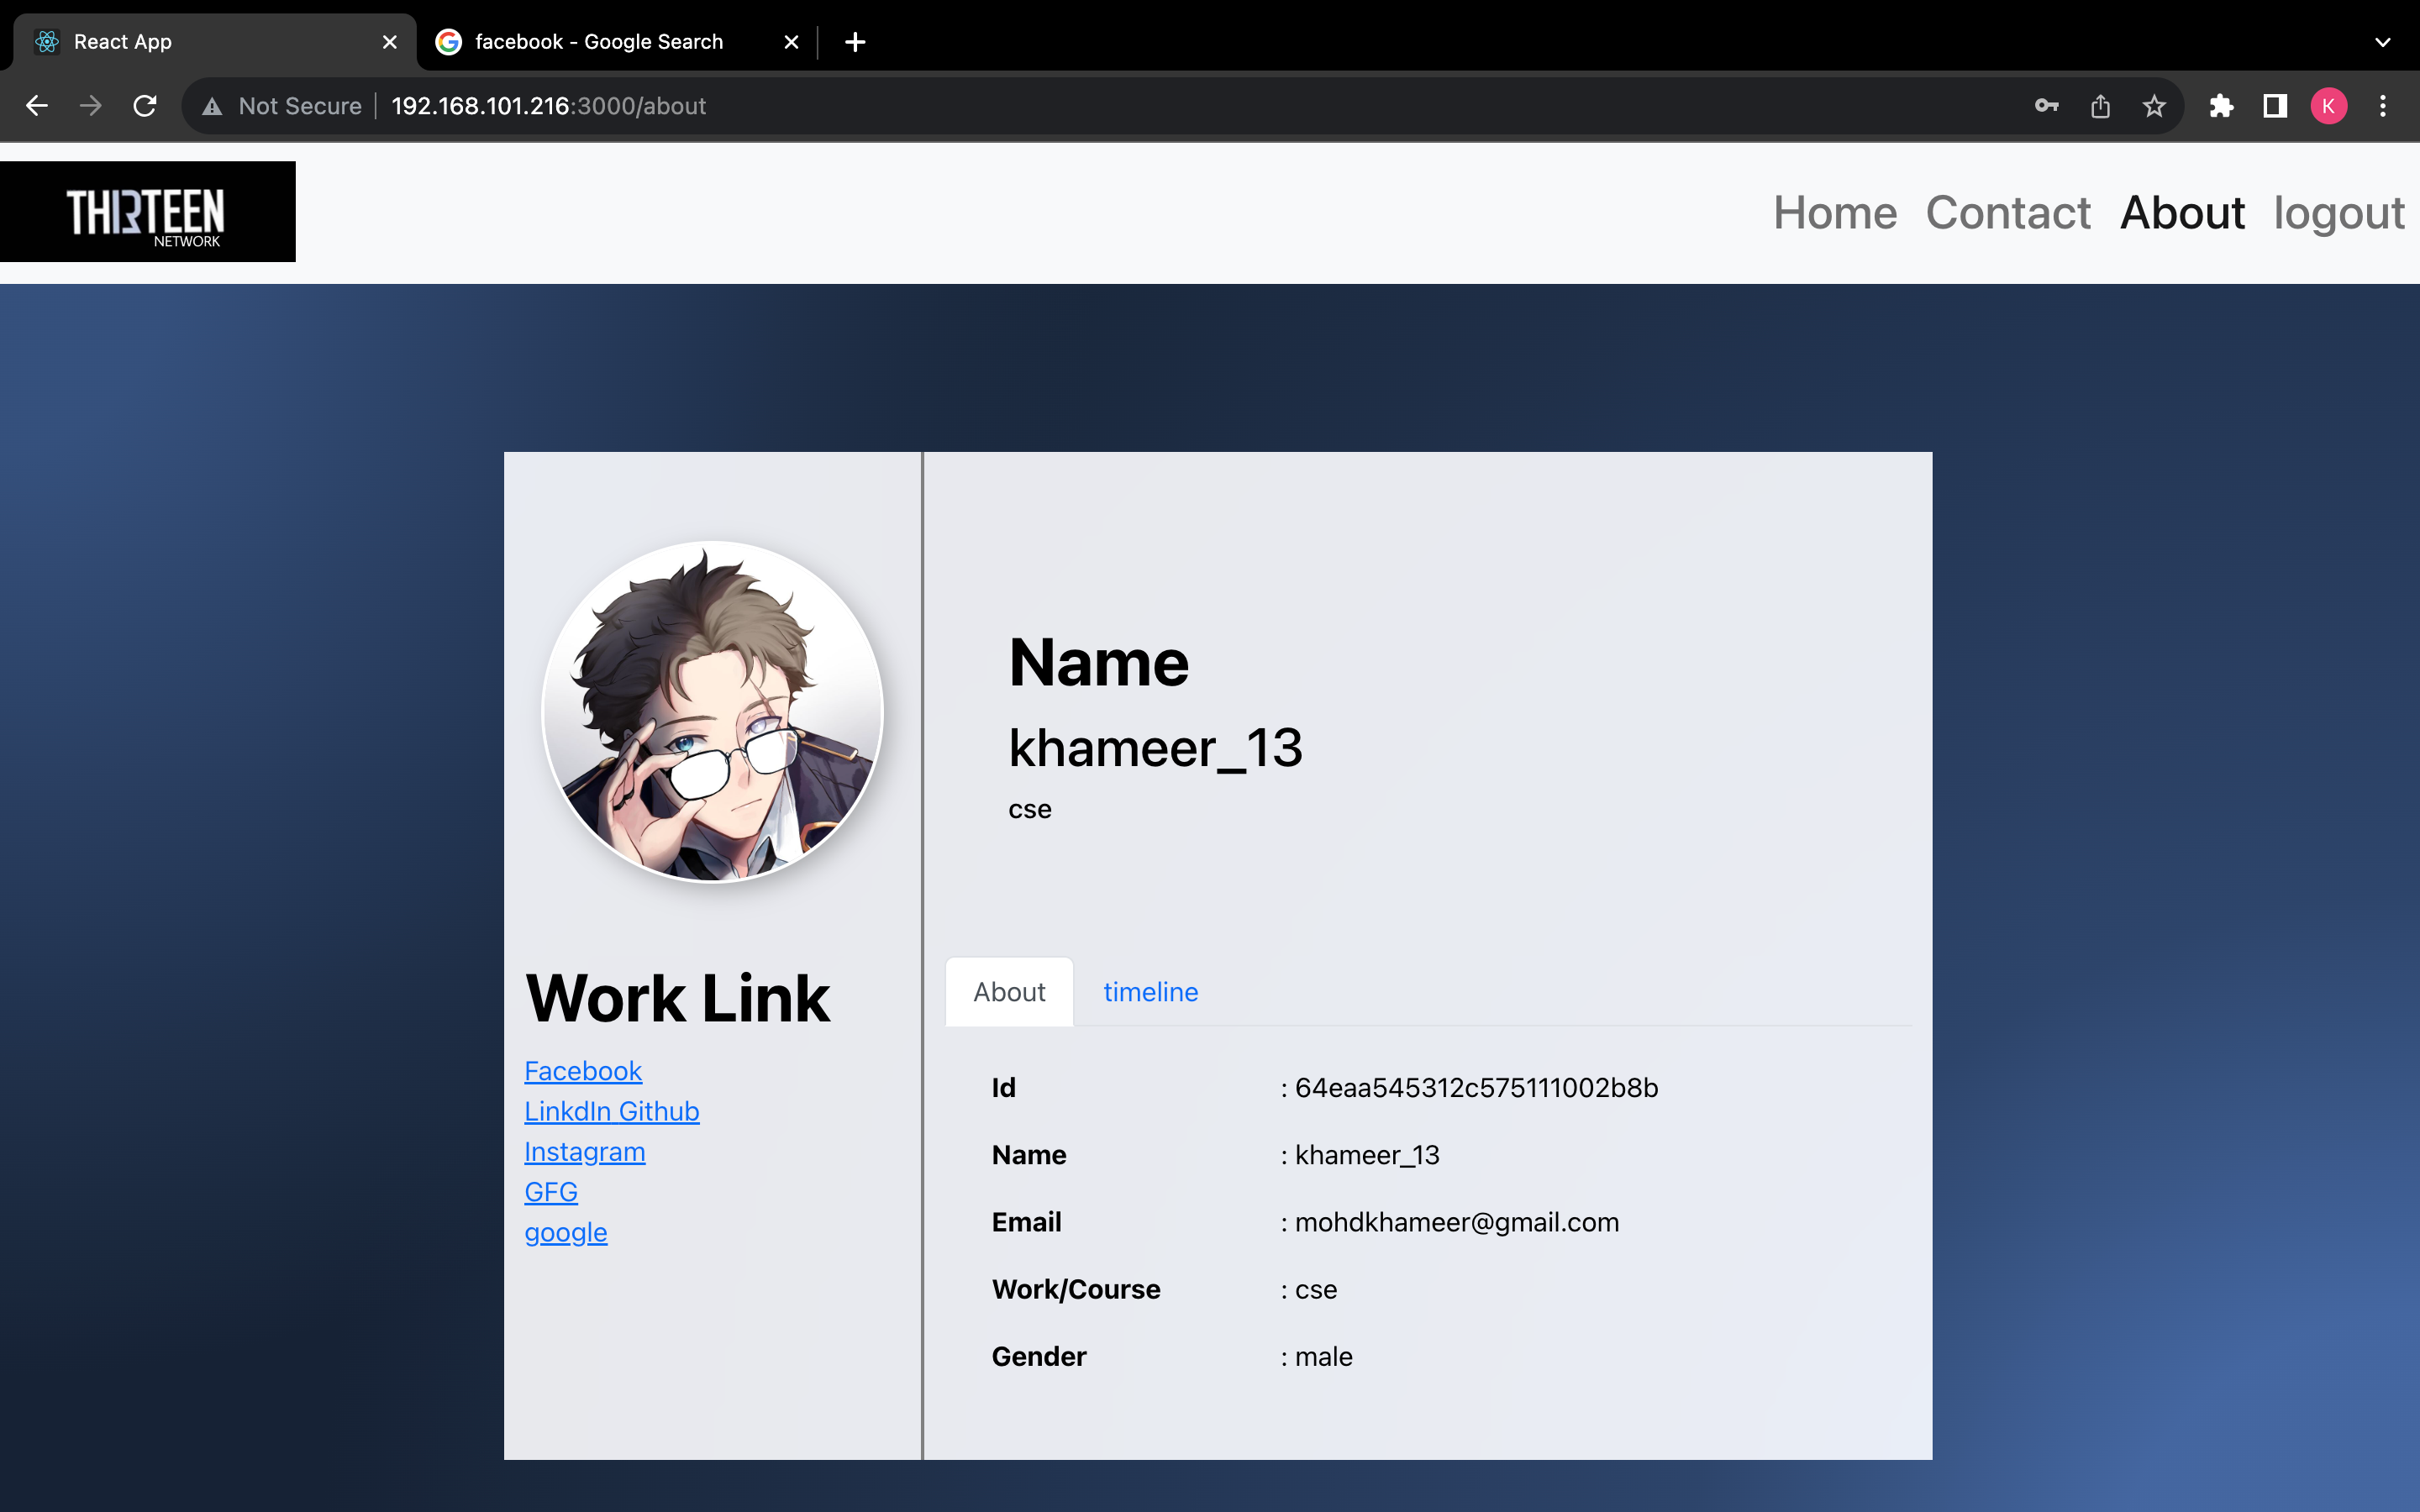 React App
facebook - Google Search
Not Secure
192.168.101.216:3000/about
K
THIRTEEN
NETWORK
Home Contact About logout
Name
khameer_13
cse
Work Link
Facebook
LinkdIn Github
Instagram
GFG
google
About timeline
Id : 64eaa545312c575111002b8b
Name : khameer_13
Email : mohdkhameer@gmail.com
Work/Course : cse
Gender : male